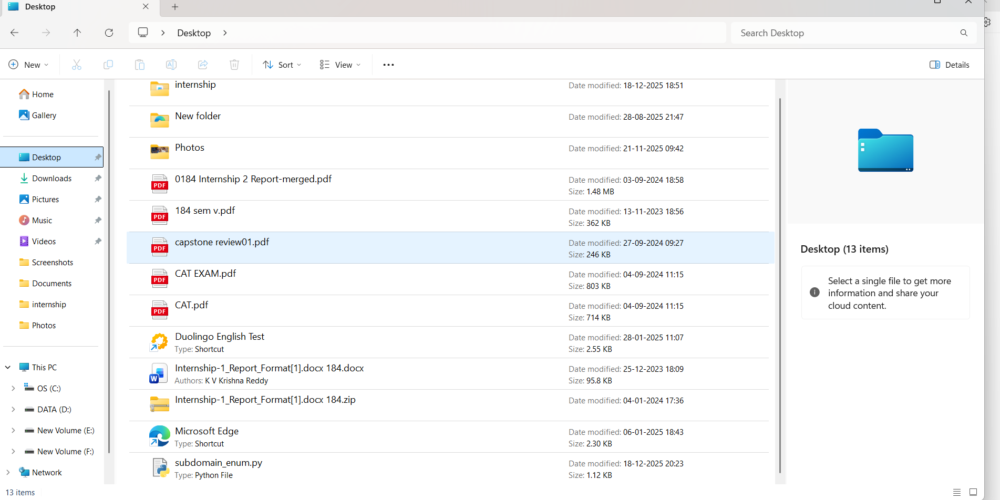 Desktop
Desktop
Search Desktop
New
Sort
View
Details
Home
Gallery
Desktop
Downloads
Pictures
Music
Videos
Screenshots
Documents
internship
Photos
This PC
OS (C:)
DATA (D:)
New Volume (E:)
New Volume (F:)
Network
internship
Date modified: 18-12-2025 18:51
New folder
Date modified: 28-08-2025 21:47
Photos
Date modified: 21-11-2025 09:42
PDF
0184 Internship 2 Report-merged.pdf
Date modified: 03-09-2024 18:58
Size: 1.48 MB
PDF
184 sem v.pdf
Date modified: 13-11-2023 18:56
Size: 362 KB
PDF
capstone review01.pdf
Date modified: 27-09-2024 09:27
Size: 246 KB
PDF
CAT EXAM.pdf
Date modified: 04-09-2024 11:15
Size: 803 KB
PDF
CAT.pdf
Date modified: 04-09-2024 11:15
Size: 714 KB
Duolingo English Test
Type: Shortcut
Date modified: 28-01-2025 11:07
Size: 2.55 KB
W
Internship-1_Report_Format[1].docx 184.docx
Authors: K V Krishna Reddy
Date modified: 25-12-2023 18:09
Size: 95.8 KB
Internship-1_Report_Format[1].docx 184.zip
Date modified: 04-01-2024 17:36
Microsoft Edge
Type: Shortcut
Date modified: 06-01-2025 18:43
Size: 2.30 KB
subdomain_enum.py
Type: Python File
Date modified: 18-12-2025 20:23
Size: 1.12 KB
Desktop (13 items)
Select a single file to get more
information and share your
cloud content.
13 items